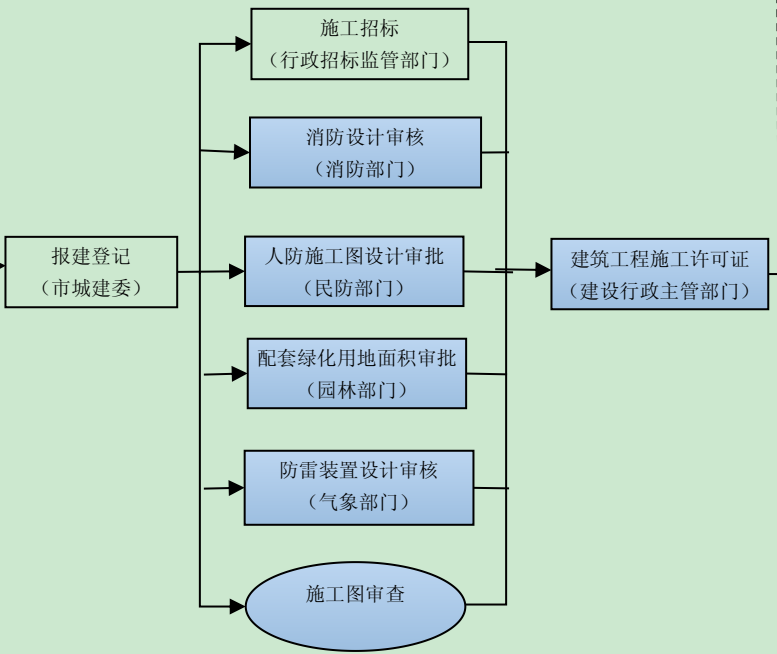 施工招标
（行政招标监管部门）
消防设计审核
（消防部门）
报建登记
（市城建委）
人防施工图设计审批
（民防部门）
建筑工程施工许可证
（建设行政主管部门）
配套绿化用地面积审批
（园林部门）
防雷装置设计审核
（气象部门）
施工图审查